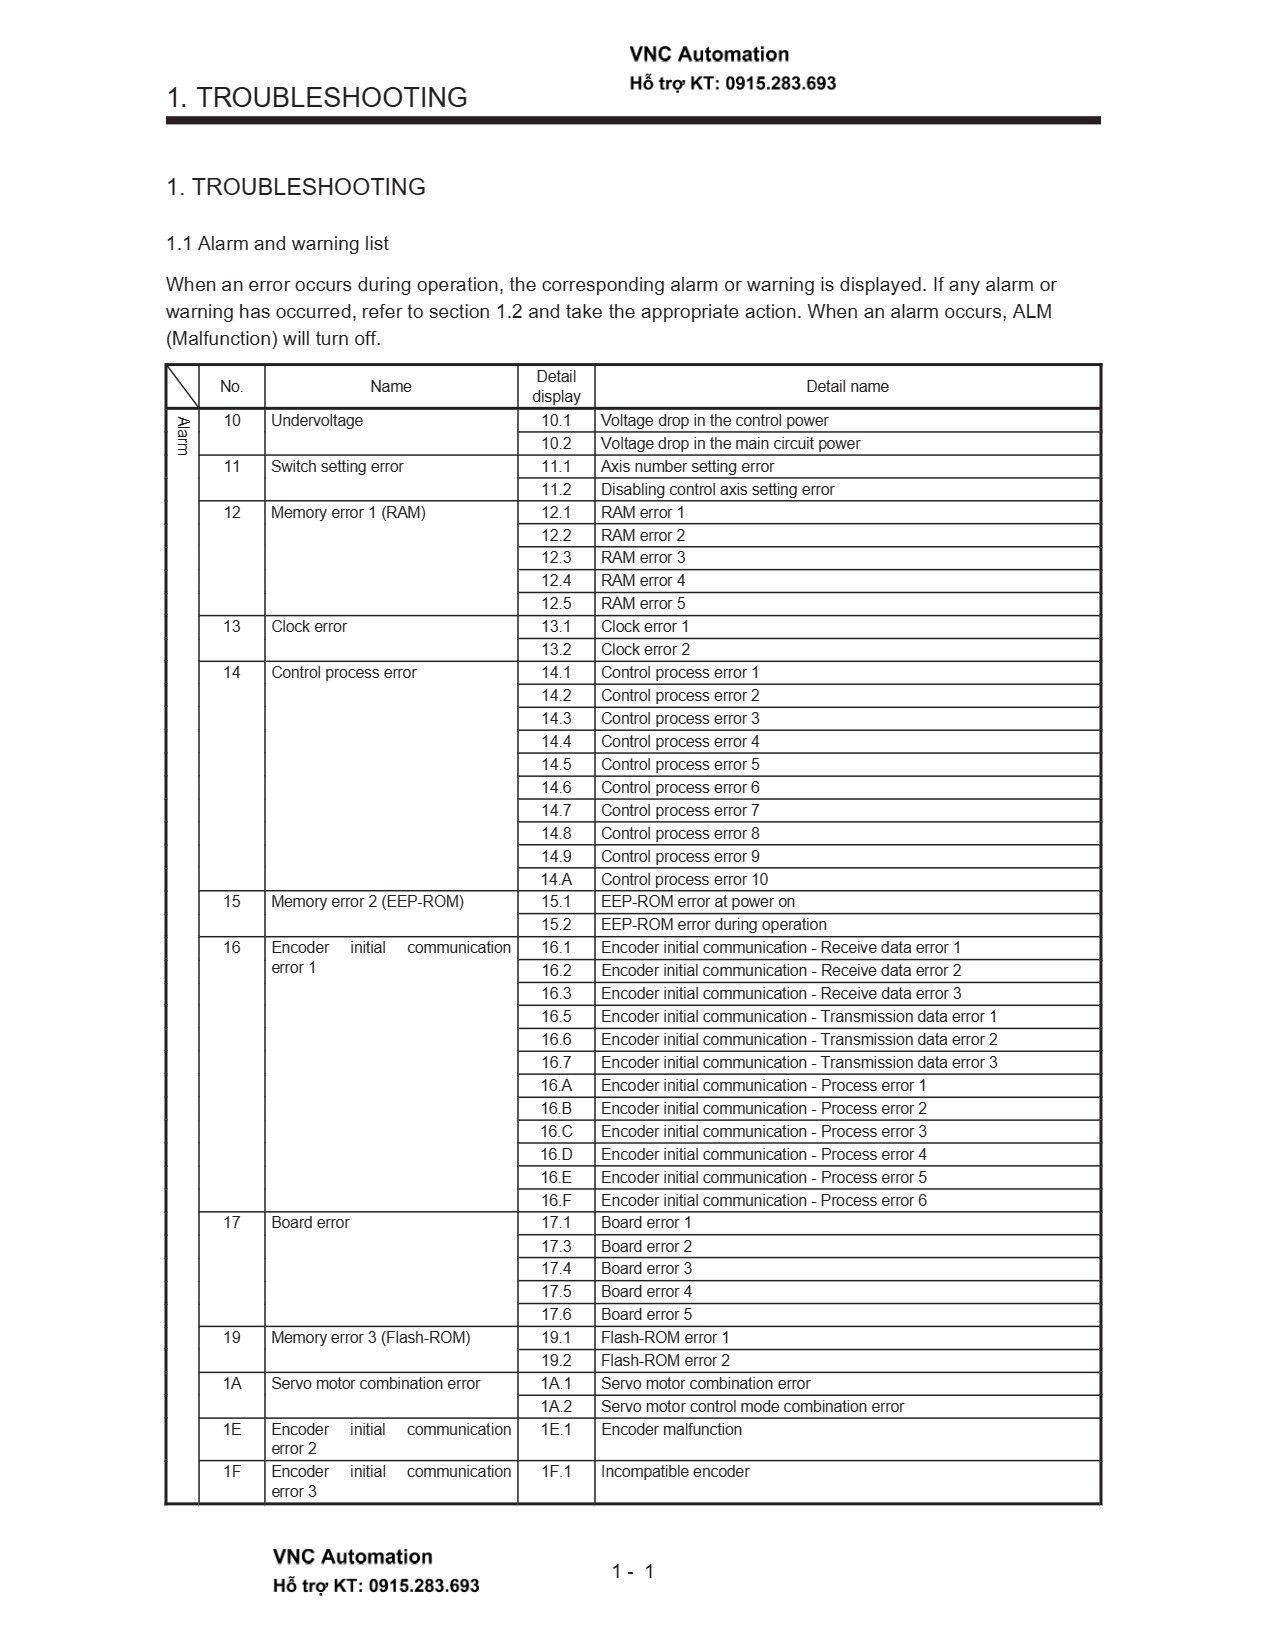 VNC Automation
Hỗ trợ KT: 0915.283.693
1. TROUBLESHOOTING
1. TROUBLESHOOTING
1.1 Alarm and warning list
When an error occurs during operation, the corresponding alarm or warning is displayed. If any alarm or
warning has occurred, refer to section 1.2 and take the appropriate action. When an alarm occurs, ALM
(Malfunction) will turn off.
No. Name Detail display Detail name
Alarm
10 Undervoltage 10.1 Voltage drop in the control power
10.2 Voltage drop in the main circuit power
11 Switch setting error 11.1 Axis number setting error
11.2 Disabling control axis setting error
12 Memory error 1 (RAM) 12.1 RAM error 1
12.2 RAM error 2
12.3 RAM error 3
12.4 RAM error 4
12.5 RAM error 5
13 Clock error 13.1 Clock error 1
13.2 Clock error 2
14 Control process error 14.1 Control process error 1
14.2 Control process error 2
14.3 Control process error 3
14.4 Control process error 4
14.5 Control process error 5
14.6 Control process error 6
14.7 Control process error 7
14.8 Control process error 8
14.9 Control process error 9
14.A Control process error 10
15 Memory error 2 (EEP-ROM) 15.1 EEP-ROM error at power on
15.2 EEP-ROM error during operation
16 Encoder initial communication error 1 16.1 Encoder initial communication - Receive data error 1
16.2 Encoder initial communication - Receive data error 2
16.3 Encoder initial communication - Receive data error 3
16.5 Encoder initial communication - Transmission data error 1
16.6 Encoder initial communication - Transmission data error 2
16.7 Encoder initial communication - Transmission data error 3
16.A Encoder initial communication - Process error 1
16.B Encoder initial communication - Process error 2
16.C Encoder initial communication - Process error 3
16.D Encoder initial communication - Process error 4
16.E Encoder initial communication - Process error 5
16.F Encoder initial communication - Process error 6
17 Board error 17.1 Board error 1
17.3 Board error 2
17.4 Board error 3
17.5 Board error 4
17.6 Board error 5
19 Memory error 3 (Flash-ROM) 19.1 Flash-ROM error 1
19.2 Flash-ROM error 2
1A Servo motor combination error 1A.1 Servo motor combination error
1A.2 Servo motor control mode combination error
1E Encoder initial communication error 2 1E.1 Encoder malfunction
1F Encoder initial communication error 3 1F.1 Incompatible encoder
VNC Automation
Hỗ trợ KT: 0915.283.693
1 - 1